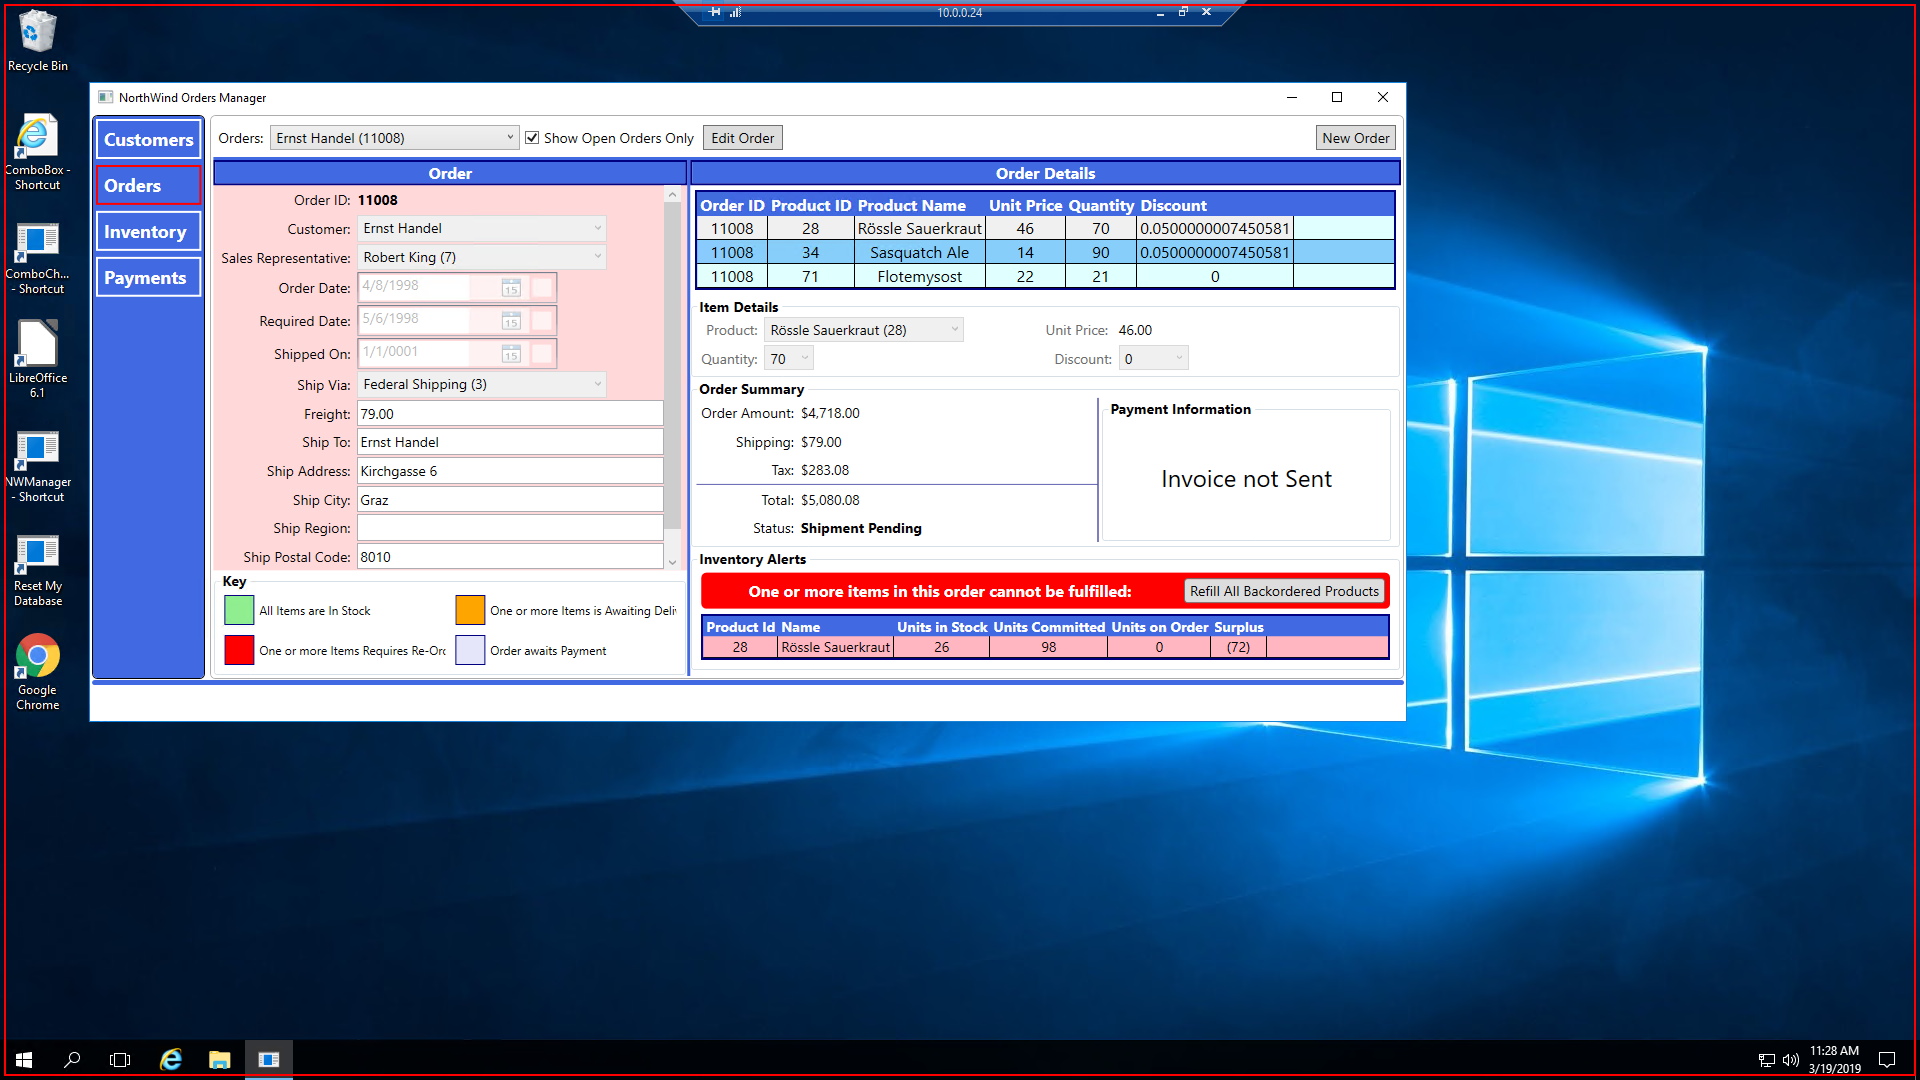 10.0.0.24
Recycle Bin
ComboBox - Shortcut
ComboCh... - Shortcut
LibreOffice 6.1
NWManager - Shortcut
Reset My Database
Google Chrome
NorthWind Orders Manager
Customers
Orders
Inventory
Payments
Orders: Ernst Handel (11008) Show Open Orders Only Edit Order New Order
Order
Order ID: 11008
Customer: Ernst Handel
Sales Representative: Robert King (7)
Order Date: 4/8/1998 15
Required Date: 5/6/1998 15
Shipped On: 1/1/0001 15
Ship Via: Federal Shipping (3)
Freight: 79.00
Ship To: Ernst Handel
Ship Address: Kirchgasse 6
Ship City: Graz
Ship Region:
Ship Postal Code: 8010
Key
All Items are In Stock
One or more Items is Awaiting Deli
One or more Items Requires Re-Orc
Order awaits Payment
Order Details
Order ID Product ID Product Name Unit Price Quantity Discount
11008 28 Rössle Sauerkraut 46 70 0.0500000007450581
11008 34 Sasquatch Ale 14 90 0.0500000007450581
11008 71 Flotemysost 22 21 0
Item Details
Product: Rössle Sauerkraut (28) Unit Price: 46.00
Quantity: 70 Discount: 0
Order Summary
Order Amount: $4,718.00
Shipping: $79.00
Tax: $283.08
Total: $5,080.08
Status: Shipment Pending
Payment Information
Invoice not Sent
Inventory Alerts
One or more items in this order cannot be fulfilled: Refill All Backordered Products
Product Id Name Units in Stock Units Committed Units on Order Surplus
28 Rössle Sauerkraut 26 98 0 (72)
11:28 AM
3/19/2019